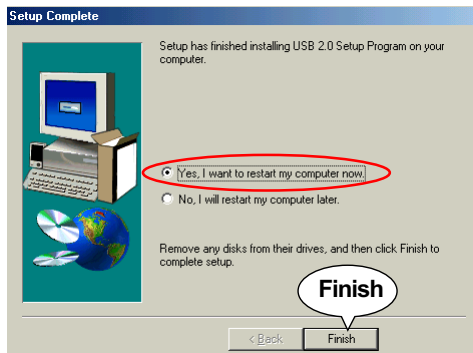 Setup Complete
Setup has finished installing USB 2.0 Setup Program on your
computer.
Yes, I want to restart my computer now.
No, I will restart my computer later.
Remove any disks from their drives, and then click Finish to
complete setup.
Finish
< Back
Finish